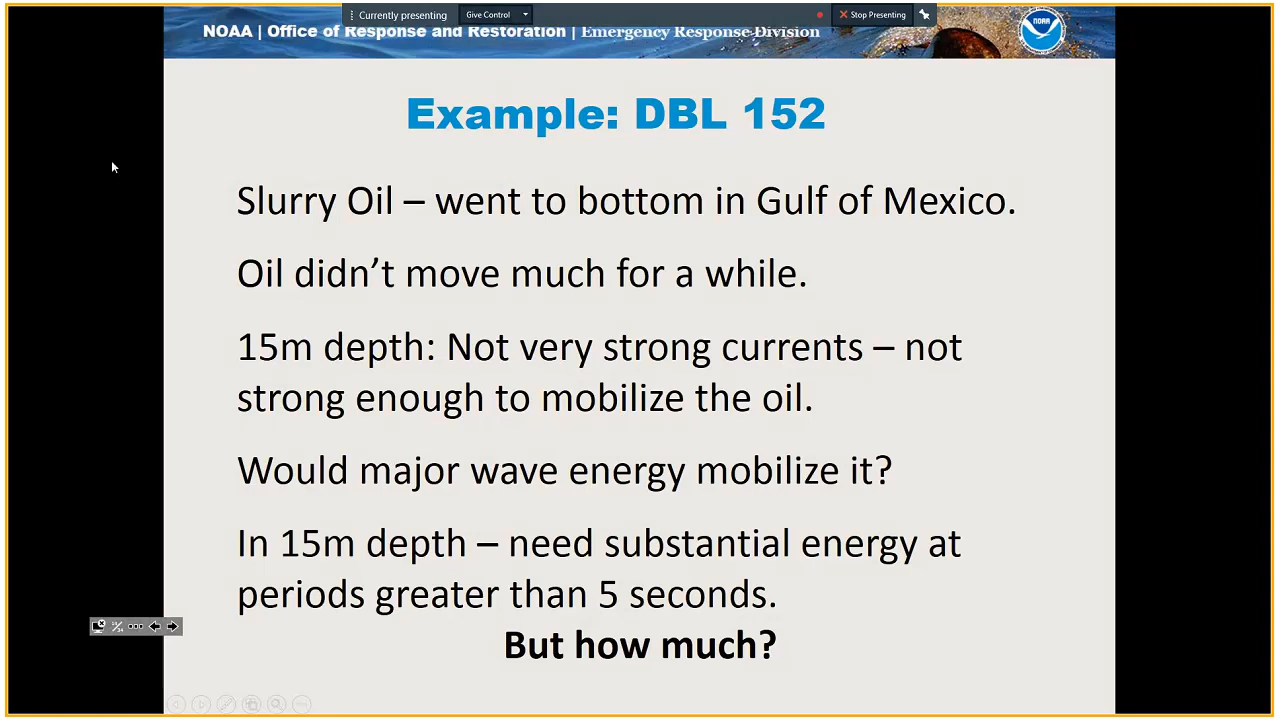 Currently presenting
Give Control
Stop Presenting
NOAA | Office of Response and Restoration | Emergency Response Division
NOAA
Example: DBL 152
Slurry Oil – went to bottom in Gulf of Mexico.
Oil didn’t move much for a while.
15m depth: Not very strong currents – not
strong enough to mobilize the oil.
Would major wave energy mobilize it?
In 15m depth – need substantial energy at
periods greater than 5 seconds.
But how much?